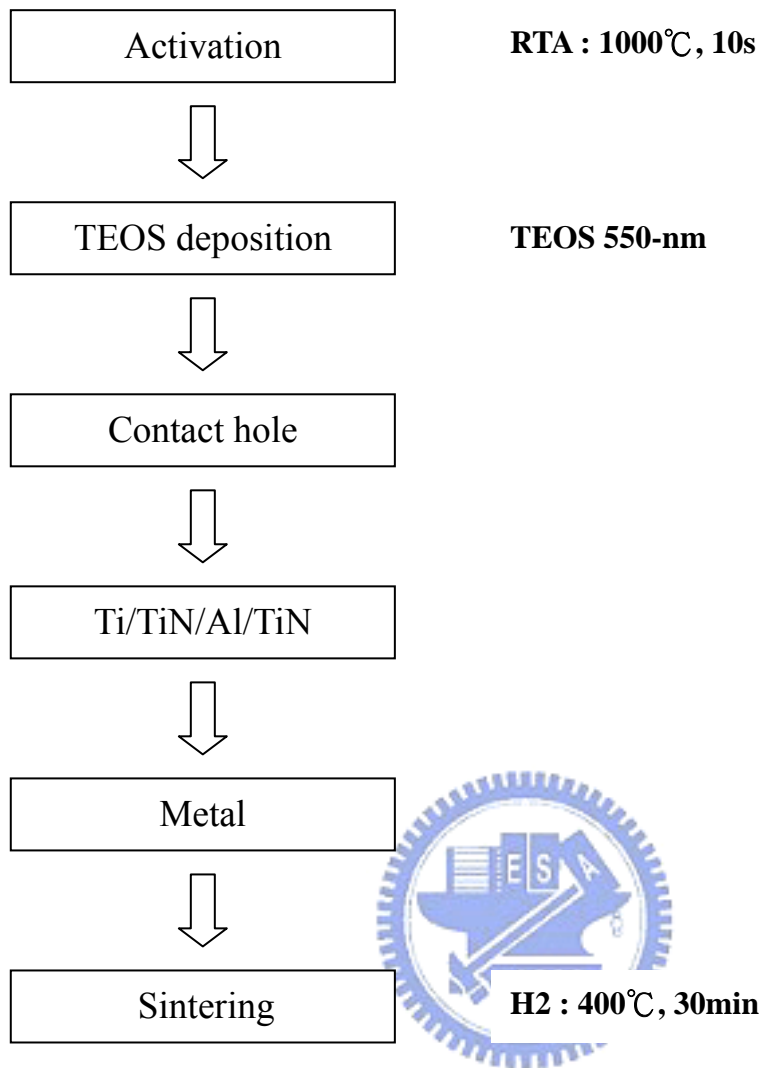 Activation
RTA : 1000℃, 10s
TEOS deposition
TEOS 550-nm
Contact hole
Ti/TiN/Al/TiN
Metal
ESA
Sintering
H2 : 400℃, 30min